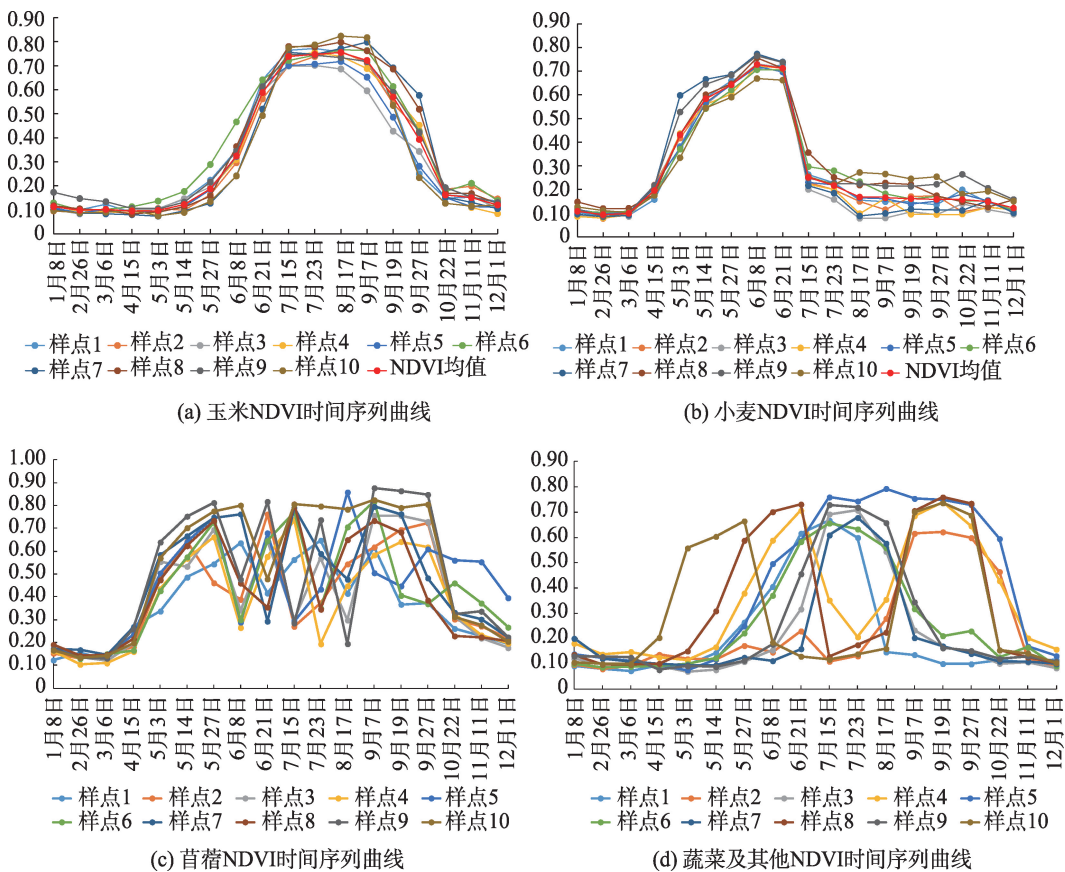 0.90
0.80
0.70
0.60
0.50
0.40
0.30
0.20
0.10
0
1月8日
2月26日
3月6日
4月15日
5月3日
5月14日
5月27日
6月8日
6月21日
7月15日
7月23日
8月17日
9月7日
9月19日
9月27日
10月22日
11月11日
12月1日
样点1 样点2 样点3 样点4 样点5 样点6
样点7 样点8 样点9 样点10 NDVI均值
(a) 玉米NDVI时间序列曲线
0.90
0.80
0.70
0.60
0.50
0.40
0.30
0.20
0.10
0
1月8日
2月26日
3月6日
4月15日
5月3日
5月14日
5月27日
6月8日
6月21日
7月15日
7月23日
8月17日
9月7日
9月19日
9月27日
10月22日
11月11日
12月1日
样点1 样点2 样点3 样点4 样点5 样点6
样点7 样点8 样点9 样点10 NDVI均值
(b) 小麦NDVI时间序列曲线
1.00
0.90
0.80
0.70
0.60
0.50
0.40
0.30
0.20
0.10
0
1月8日
2月26日
3月6日
4月15日
5月3日
5月14日
5月27日
6月8日
6月21日
7月15日
7月23日
8月17日
9月7日
9月19日
9月27日
10月22日
11月11日
12月1日
样点1 样点2 样点3 样点4 样点5
样点6 样点7 样点8 样点9 样点10
(c) 苜蓿NDVI时间序列曲线
0.90
0.80
0.70
0.60
0.50
0.40
0.30
0.20
0.10
0
1月8日
2月26日
3月6日
4月15日
5月3日
5月14日
5月27日
6月8日
6月21日
7月15日
7月23日
8月17日
9月7日
9月19日
9月27日
10月22日
11月11日
12月1日
样点1 样点2 样点3 样点4 样点5
样点6 样点7 样点8 样点9 样点10
(d) 蔬菜及其他NDVI时间序列曲线